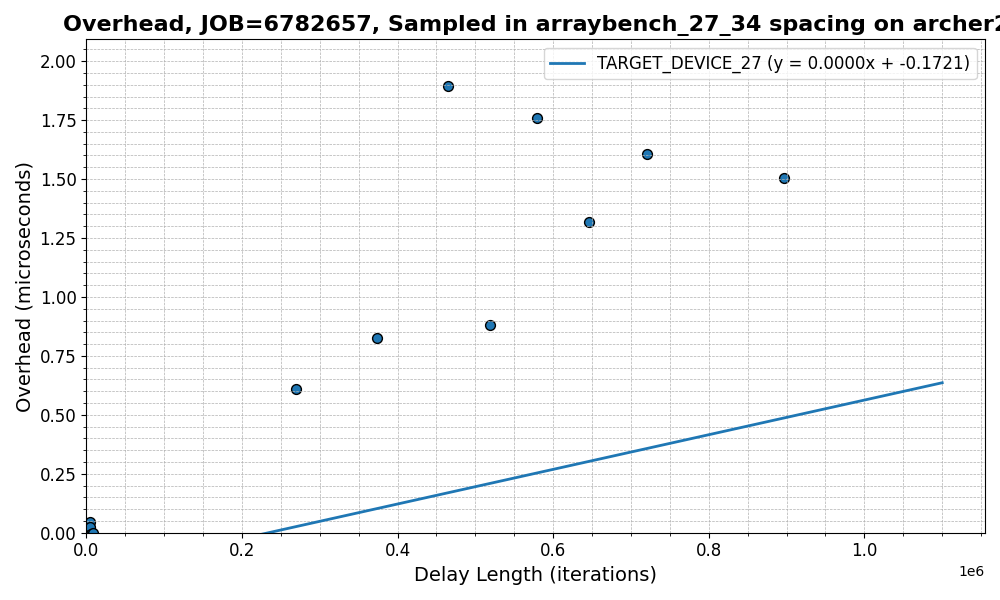 Overhead, JOB=6782657, Sampled in arraybench_27_34 spacing on archer2
TARGET_DEVICE_27 (y = 0.0000x + -0.1721)
Overhead (microseconds)
2.00
1.75
1.50
1.25
1.00
0.75
0.50
0.25
0.00
0.0 0.2 0.4 0.6 0.8 1.0
1e6
Delay Length (iterations)